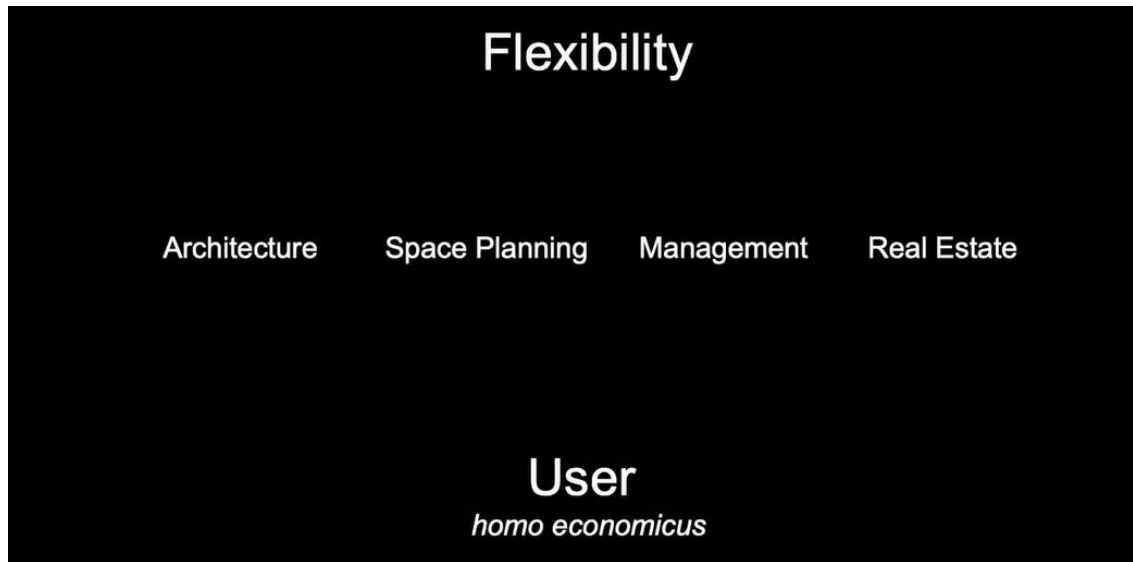 Flexibility
Architecture Space Planning Management Real Estate
User
homo economicus